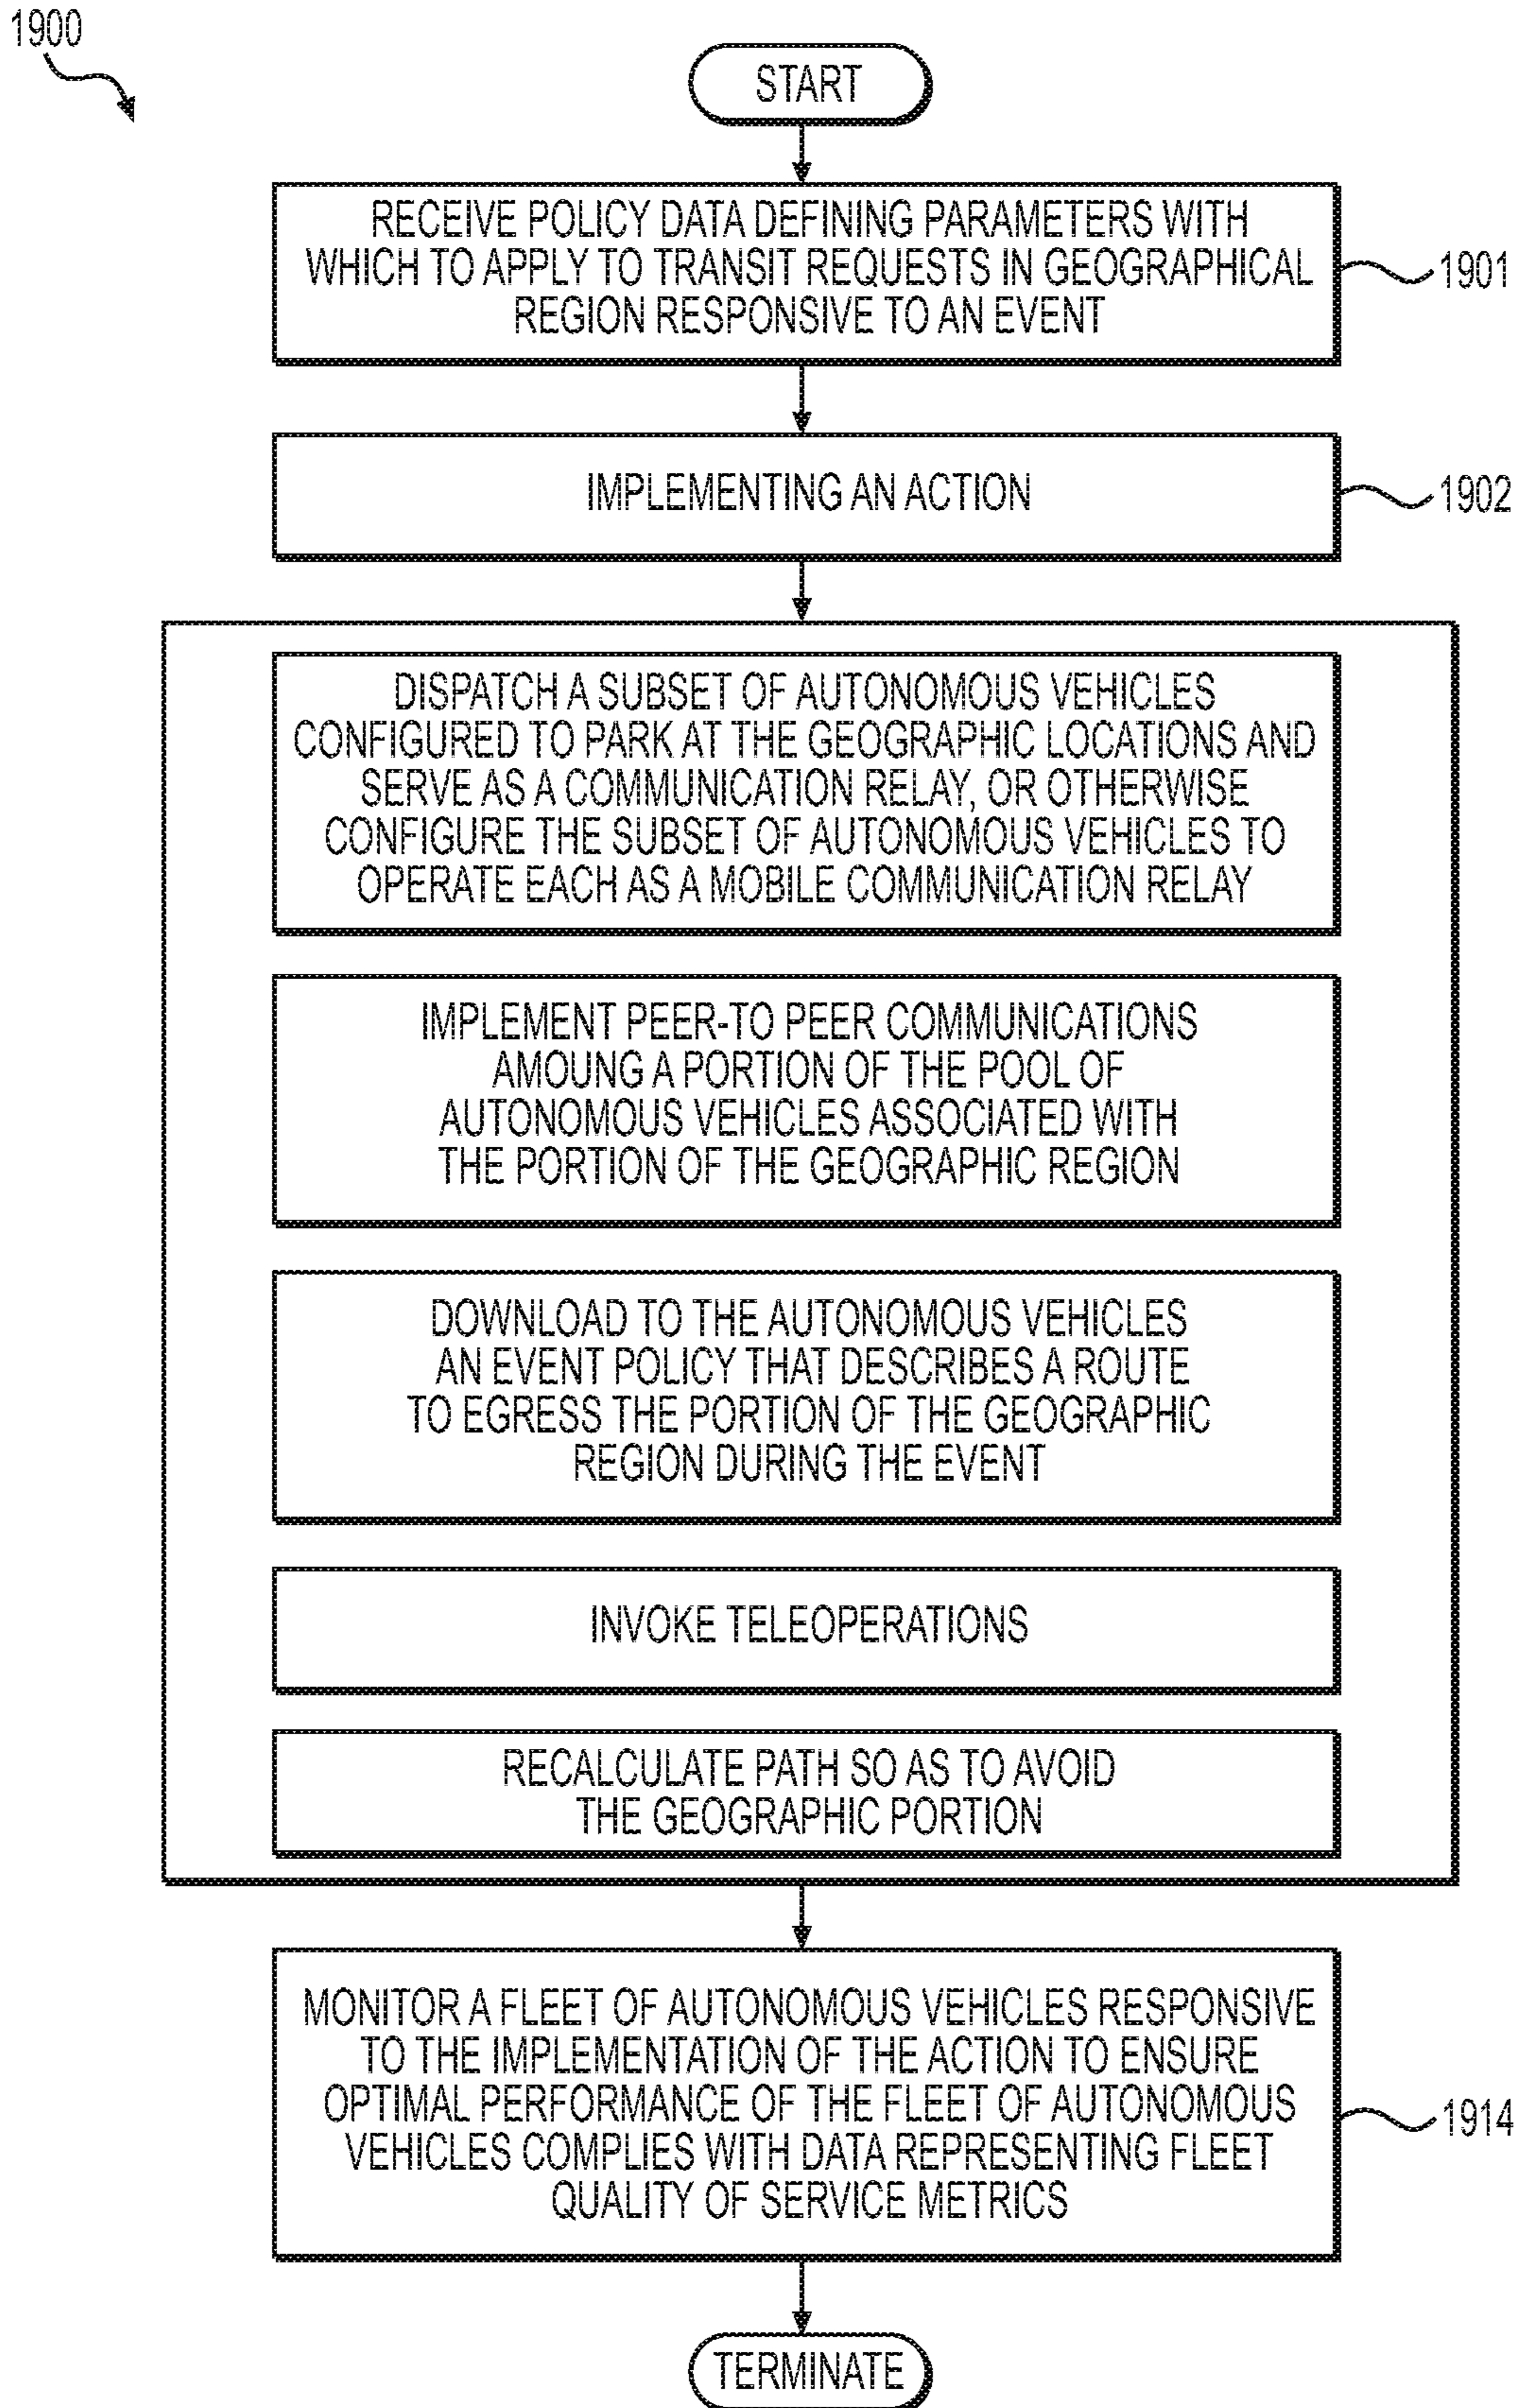 1900
START
RECEIVE POLICY DATA DEFINING PARAMETERS WITH
WHICH TO APPLY TO TRANSIT REQUESTS IN GEOGRAPHICAL
REGION RESPONSIVE TO AN EVENT
1901
IMPLEMENTING AN ACTION
1902
DISPATCH A SUBSET OF AUTONOMOUS VEHICLES
CONFIGURED TO PARK AT THE GEOGRAPHIC LOCATIONS AND
SERVE AS A COMMUNICATION RELAY, OR OTHERWISE
CONFIGURE THE SUBSET OF AUTONOMOUS VEHICLES TO
OPERATE EACH AS A MOBILE COMMUNICATION RELAY
IMPLEMENT PEER-TO PEER COMMUNICATIONS
AMOUNG A PORTION OF THE POOL OF
AUTONOMOUS VEHICLES ASSOCIATED WITH
THE PORTION OF THE GEOGRAPHIC REGION
DOWNLOAD TO THE AUTONOMOUS VEHICLES
AN EVENT POLICY THAT DESCRIBES A ROUTE
TO EGRESS THE PORTION OF THE GEOGRAPHIC
REGION DURING THE EVENT
INVOKE TELEOPERATIONS
RECALCULATE PATH SO AS TO AVOID
THE GEOGRAPHIC PORTION
MONITOR A FLEET OF AUTONOMOUS VEHICLES RESPONSIVE
TO THE IMPLEMENTATION OF THE ACTION TO ENSURE
OPTIMAL PERFORMANCE OF THE FLEET OF AUTONOMOUS
VEHICLES COMPLIES WITH DATA REPRESENTING FLEET
QUALITY OF SERVICE METRICS
1914
TERMINATE